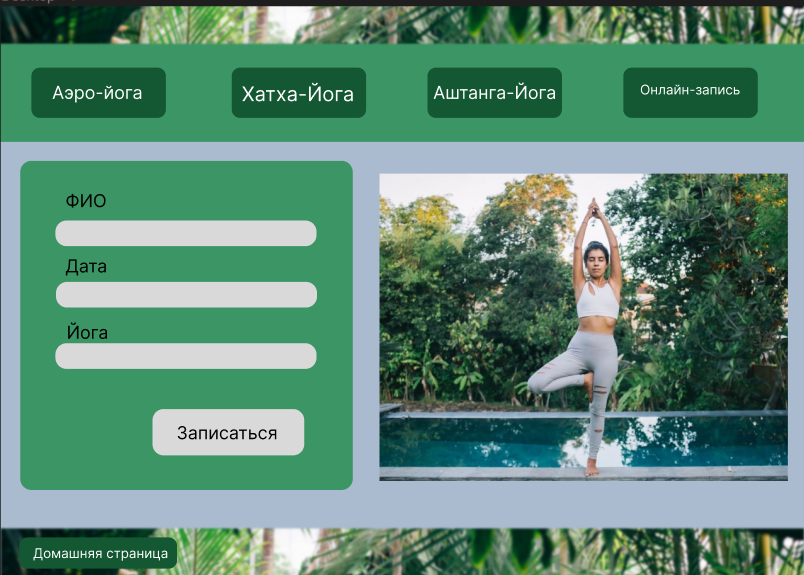 Аэро-йога
Хатха-Йога
Аштанга-Йога
Онлайн-запись
ФИО
Дата
Йога
Записаться
Домашняя страница